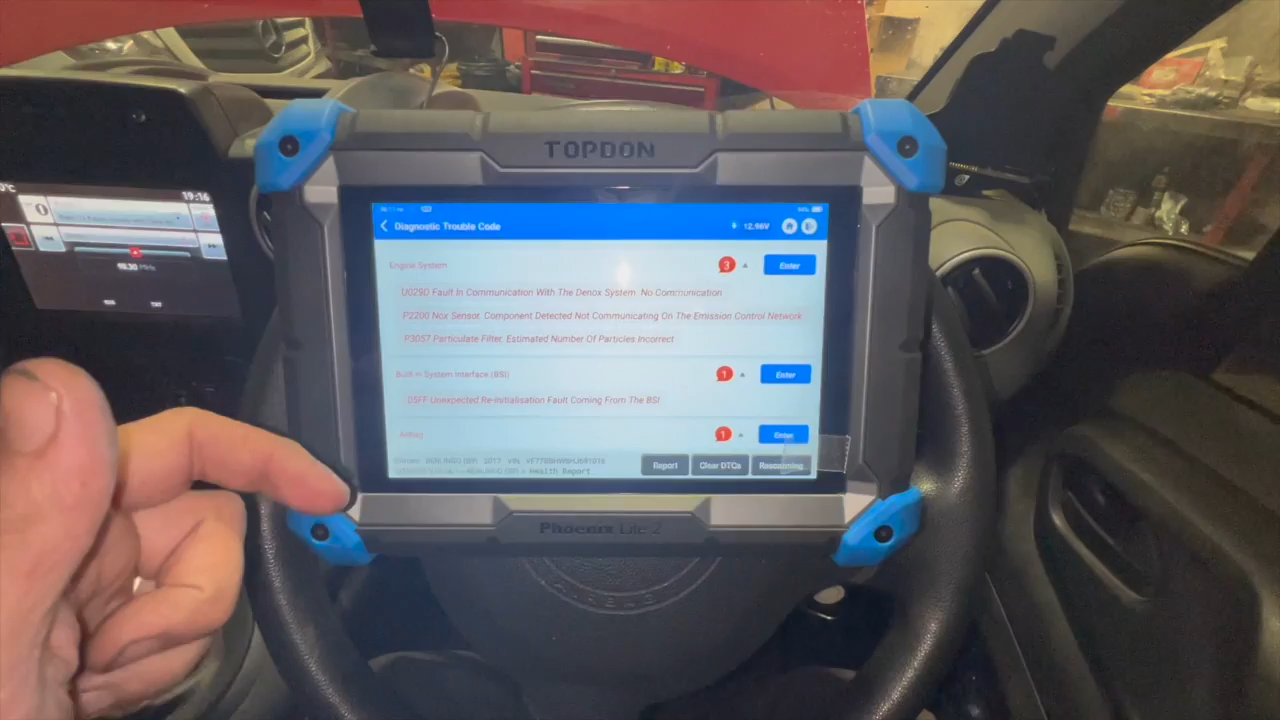 TOPDON
19:16
Diagnostic Trouble Code
12.96V
Engine System
3
Enter
U029D Fault In Communication With The Denox System No Communication
P2200 Nox Sensor. Component Detected Not Communicating On The Emission Control Network
P3057 Particulate Filter. Estimated Number Of Particles Incorrect
Built-in System Interface (BSI)
1
Enter
05FF Unexpected Re-Initialisation Fault Coming From The BSI
Airbag
1
Enter
Health Report
Report
Clear DTCs
Rescanning
MHz
Phoenix Lite 2